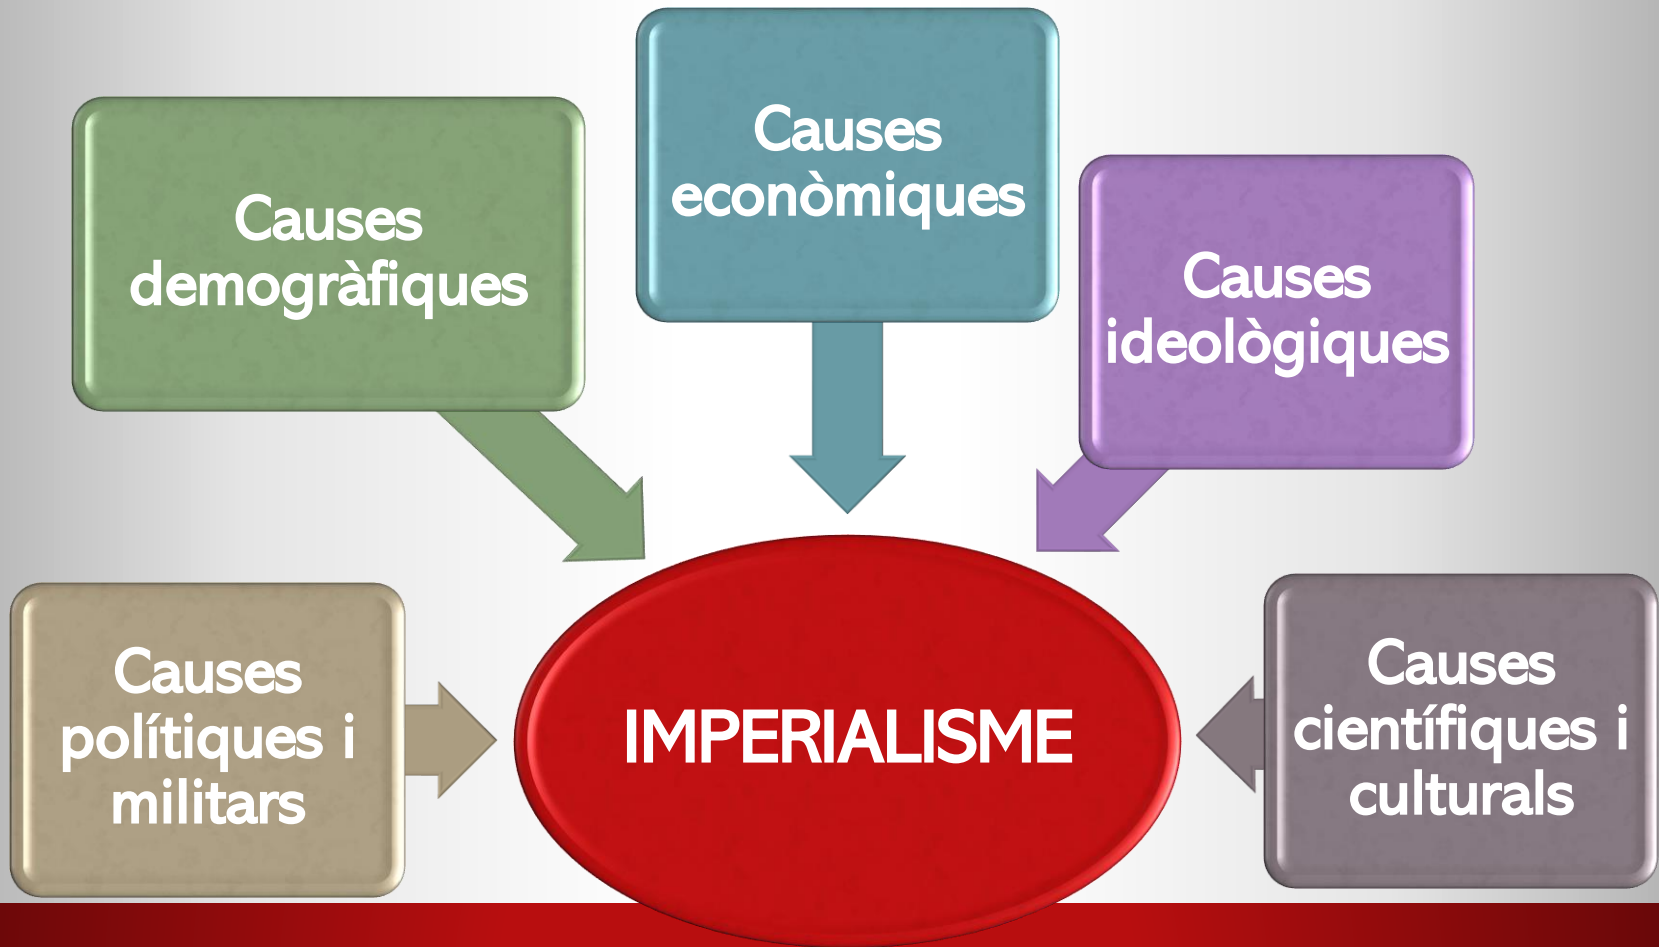 Causes
demogràfiques
Causes
econòmiques
Causes
ideològiques
Causes
polítiques i
militars
IMPERIALISME
Causes
científiques i
culturals